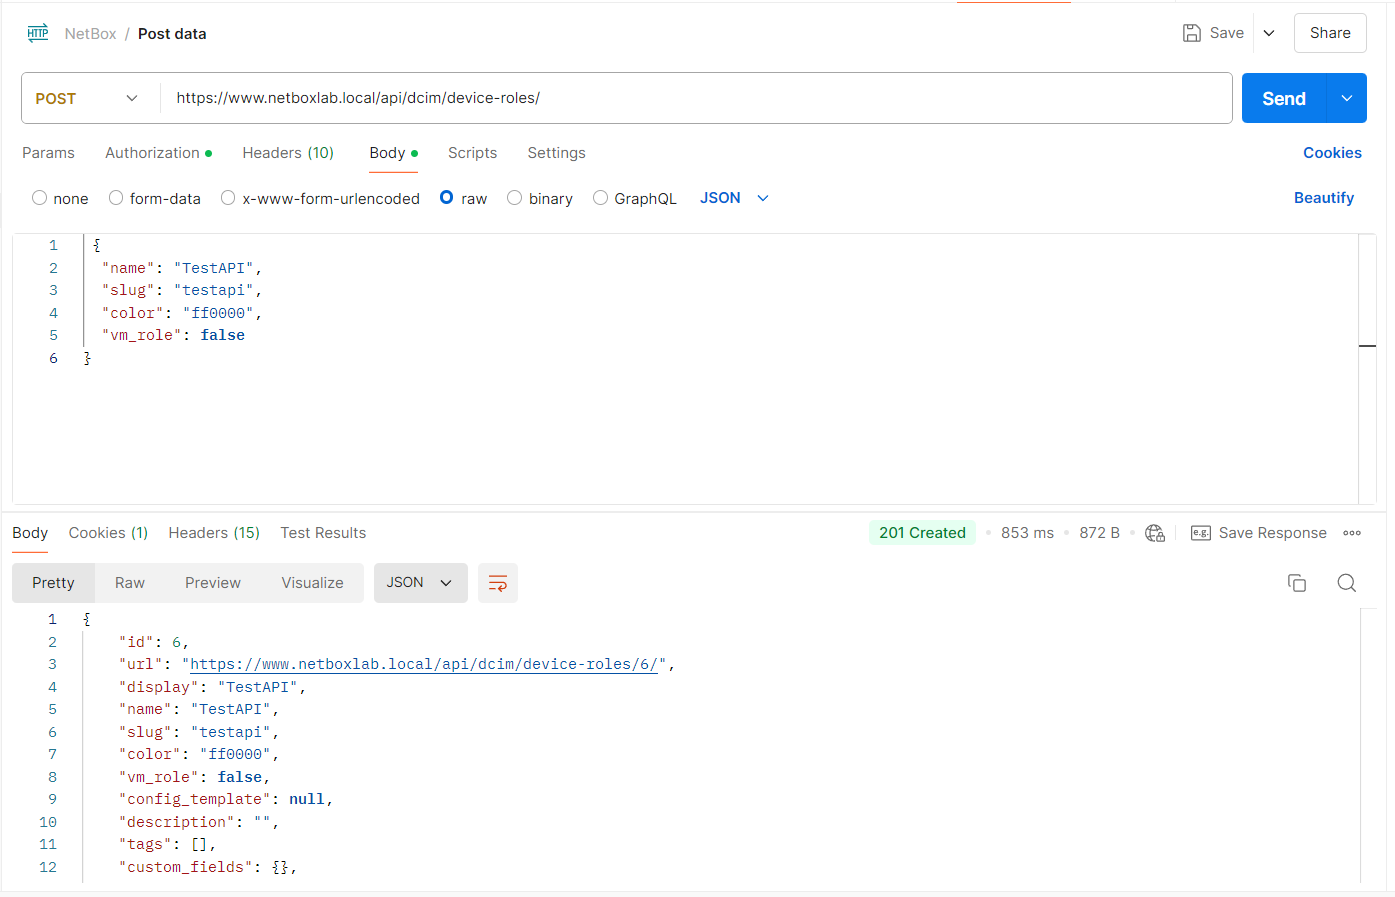 HTTP NetBox / Post data Save Share
POST https://www.netboxlab.local/api/dcim/device-roles/ Send
Params Authorization Headers (10) Body Scripts Settings Cookies
none form-data x-www-form-urlencoded raw binary GraphQL JSON Beautify
1 {
2 "name": "TestAPI",
3 "slug": "testapi",
4 "color": "ff0000",
5 "vm_role": false
6 }
Body Cookies (1) Headers (15) Test Results 201 Created • 853 ms • 872 B • e.g. Save Response
Pretty Raw Preview Visualize JSON
1 {
2 "id": 6,
3 "url": "https://www.netboxlab.local/api/dcim/device-roles/6/",
4 "display": "TestAPI",
5 "name": "TestAPI",
6 "slug": "testapi",
7 "color": "ff0000",
8 "vm_role": false,
9 "config_template": null,
10 "description": "",
11 "tags": [],
12 "custom_fields": {},